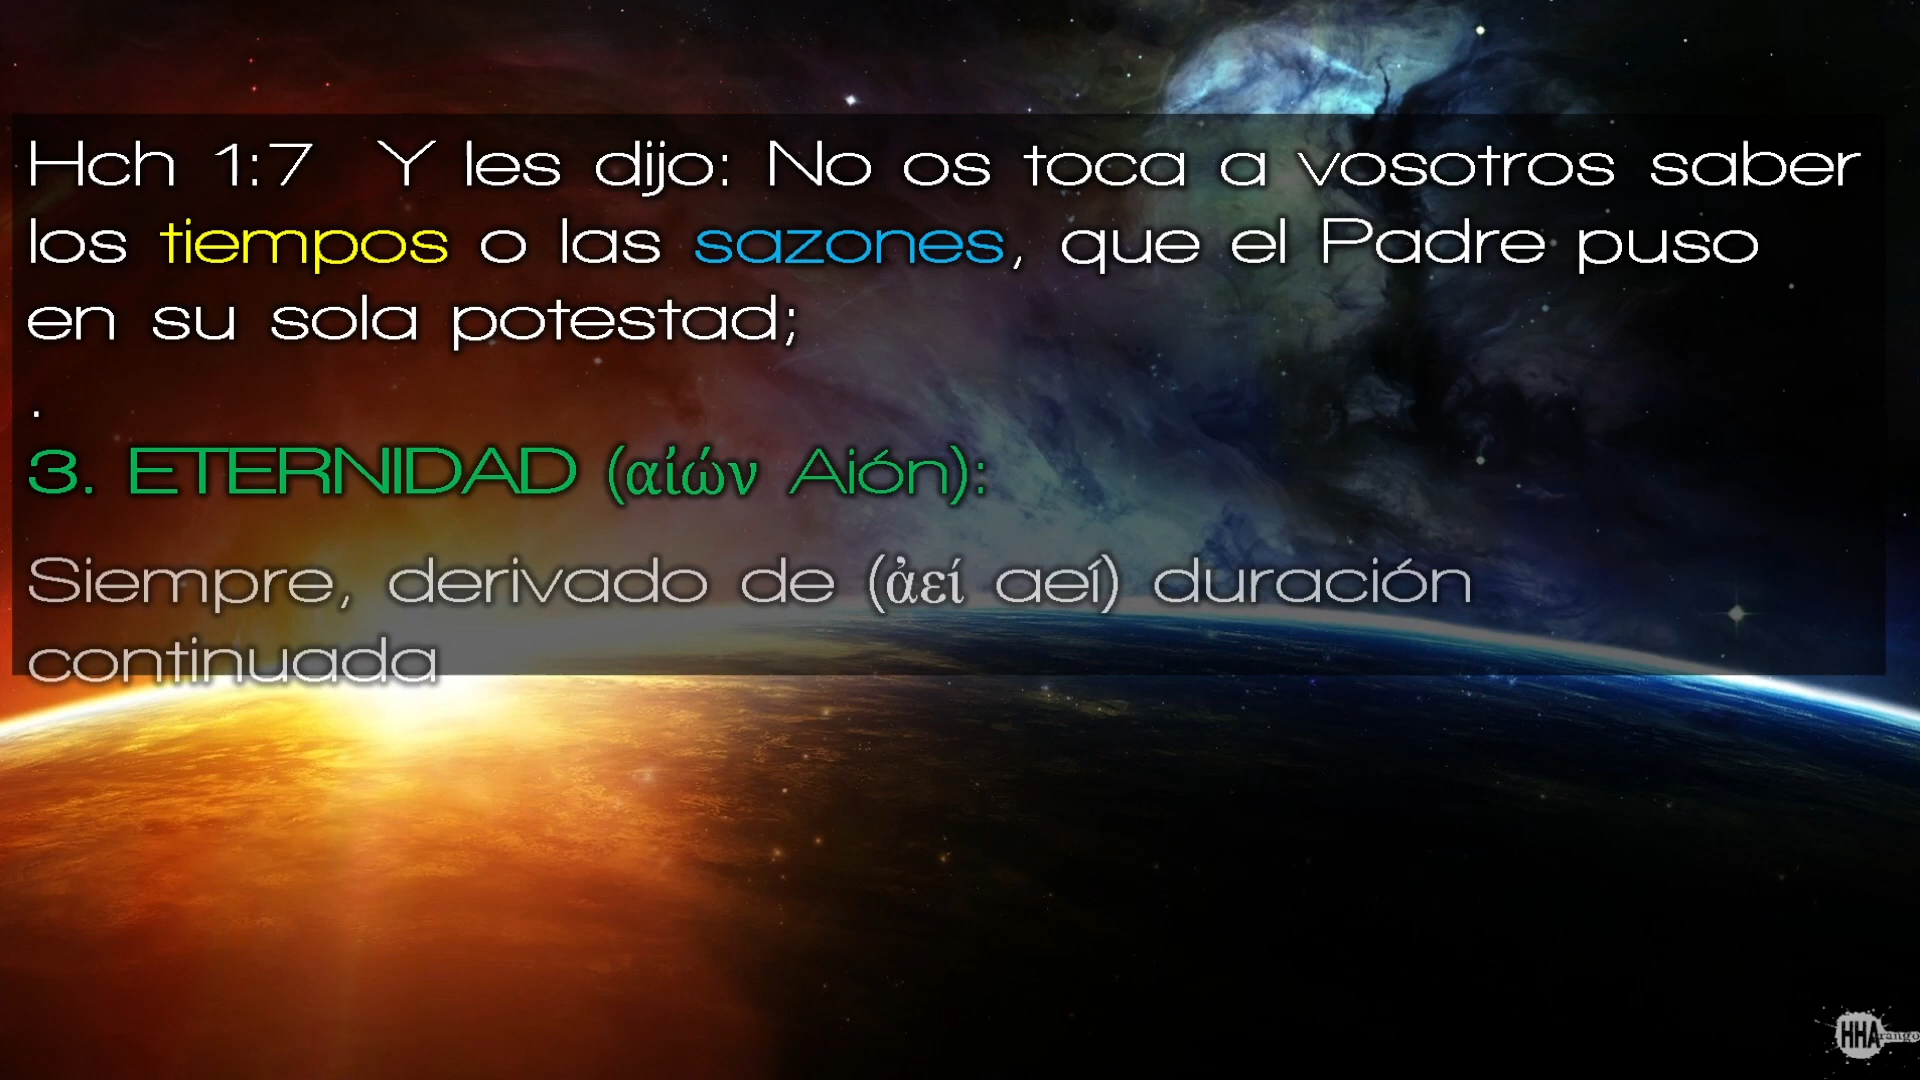 Hch 1:7  Y les dijo: No os toca a vosotros saber
los tiempos o las sazones, que el Padre puso
en su sola potestad;
.
3. ETERNIDAD (αἰών Aión):
Siempre, derivado de (ἀεί aeí) duración
continuada
HHArango